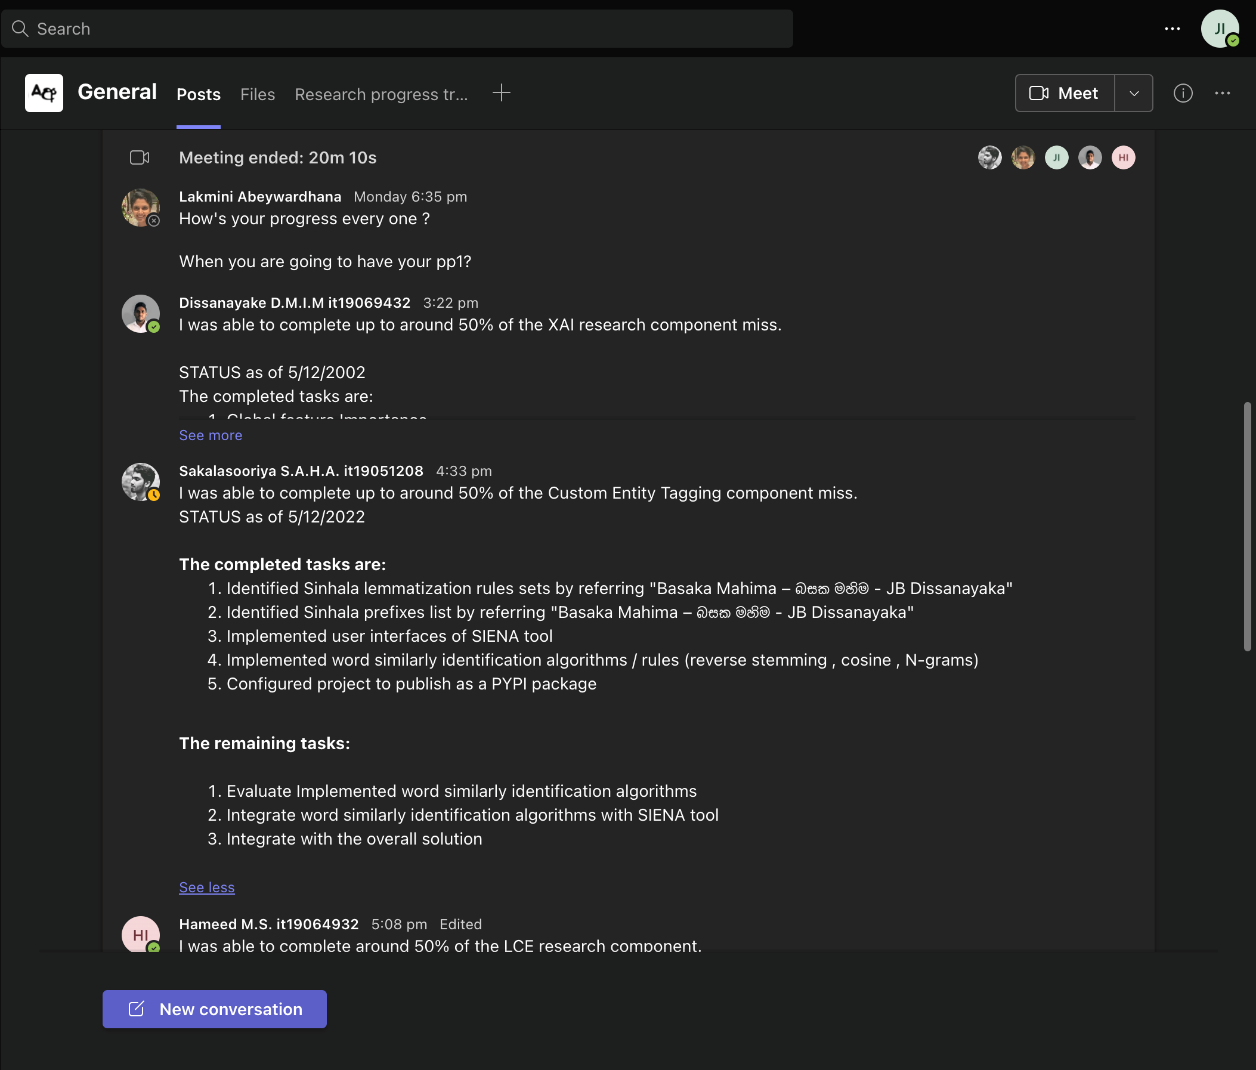 Search
JI
General
Posts
Files
Research progress tr...
Meet
Meeting ended: 20m 10s
JI
HI
Lakmini Abeywardhana Monday 6:35 pm
How's your progress every one ?
When you are going to have your pp1?
Dissanayake D.M.I.M it19069432 3:22 pm
I was able to complete up to around 50% of the XAI research component miss.
STATUS as of 5/12/2002
The completed tasks are:
1. Global feature Importance
See more
Sakalasooriya S.A.H.A. it19051208 4:33 pm
I was able to complete up to around 50% of the Custom Entity Tagging component miss.
STATUS as of 5/12/2022
The completed tasks are:
1. Identified Sinhala lemmatization rules sets by referring "Basaka Mahima – බසක මහිම - JB Dissanayaka"
2. Identified Sinhala prefixes list by referring "Basaka Mahima – බසක මහිම - JB Dissanayaka"
3. Implemented user interfaces of SIENA tool
4. Implemented word similarly identification algorithms / rules (reverse stemming , cosine , N-grams)
5. Configured project to publish as a PYPI package
The remaining tasks:
1. Evaluate Implemented word similarly identification algorithms
2. Integrate word similarly identification algorithms with SIENA tool
3. Integrate with the overall solution
See less
HI
Hameed M.S. it19064932 5:08 pm Edited
I was able to complete around 50% of the LCE research component.
New conversation